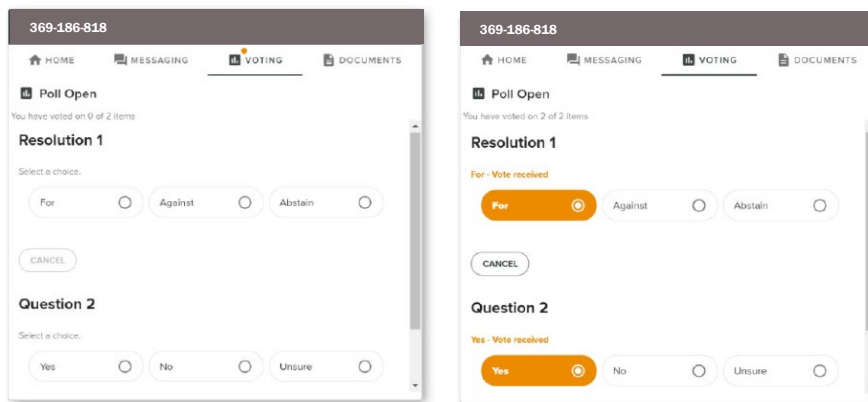 369-186-818
HOME MESSAGING VOTING DOCUMENTS
Poll Open
You have voted on 0 of 2 items
Resolution 1
Select a choice.
For Against Abstain
CANCEL
Question 2
Select a choice.
Yes No Unsure
369-186-818
HOME MESSAGING VOTING DOCUMENTS
Poll Open
You have voted on 2 of 2 items
Resolution 1
For - Vote received
For Against Abstain
CANCEL
Question 2
Yes - Vote received
Yes No Unsure